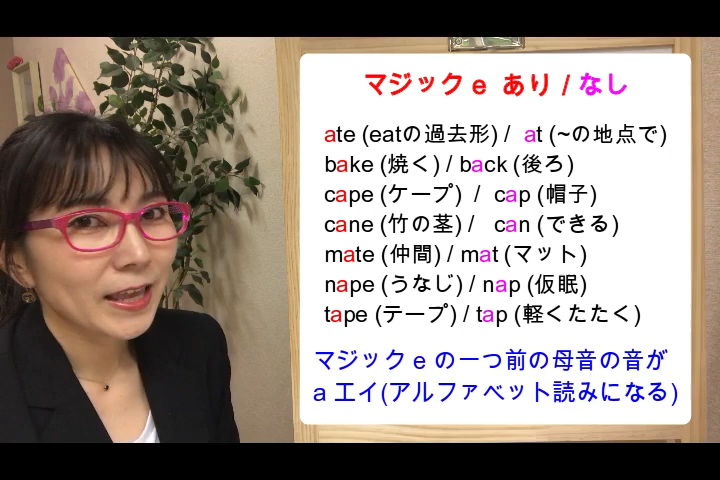 マジック e あり / なし
ate (eatの過去形) / at (~の地点で)
bake (焼く) / back (後ろ)
cape (ケープ) / cap (帽子)
cane (竹の茎) / can (できる)
mate (仲間) / mat (マット)
nape (うなじ) / nap (仮眠)
tape (テープ) / tap (軽くたたく)
マジック e の一つ前の母音の音が
a エイ(アルファベット読みになる)